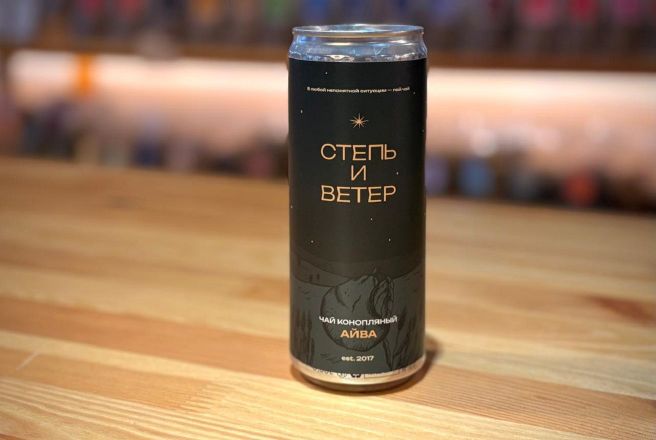 В любой непонятной ситуации — пей чай
СТЕПЬ
И
ВЕТЕР
ЧАЙ КОНОПЛЯНЫЙ
АЙВА
est. 2017